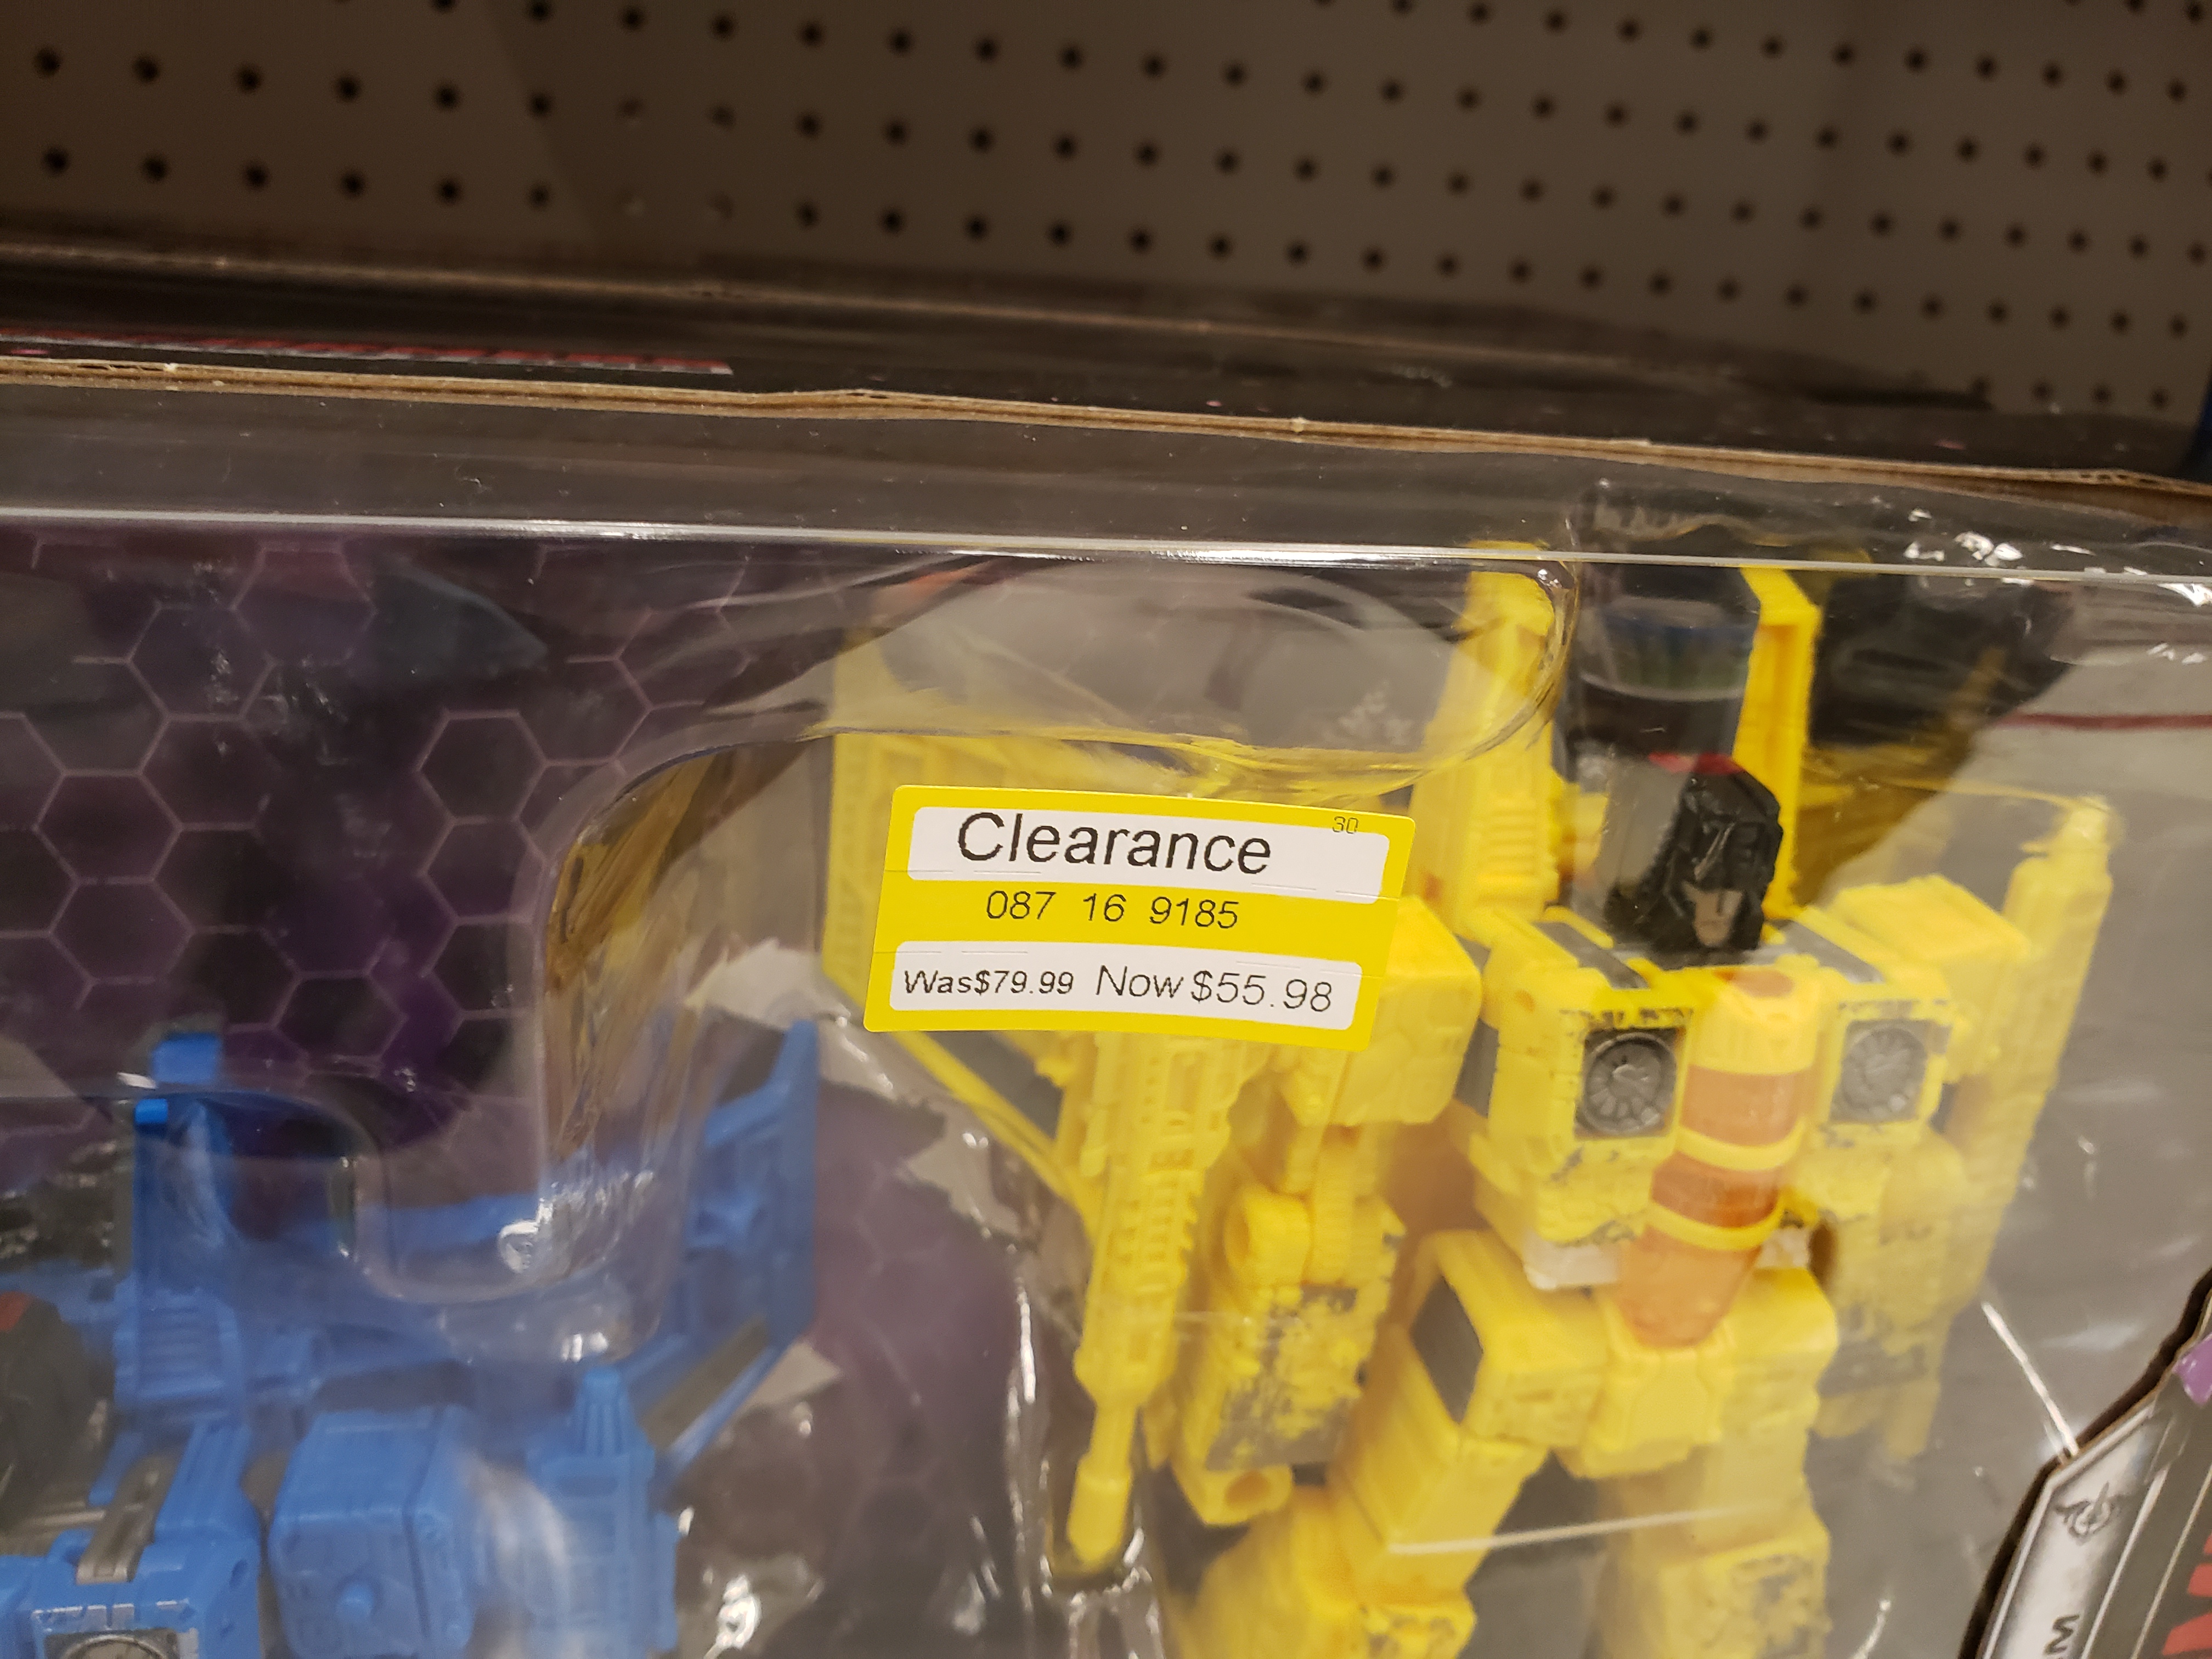 30
Clearance
087 16 9185
Was$79.99 Now $55.98
M